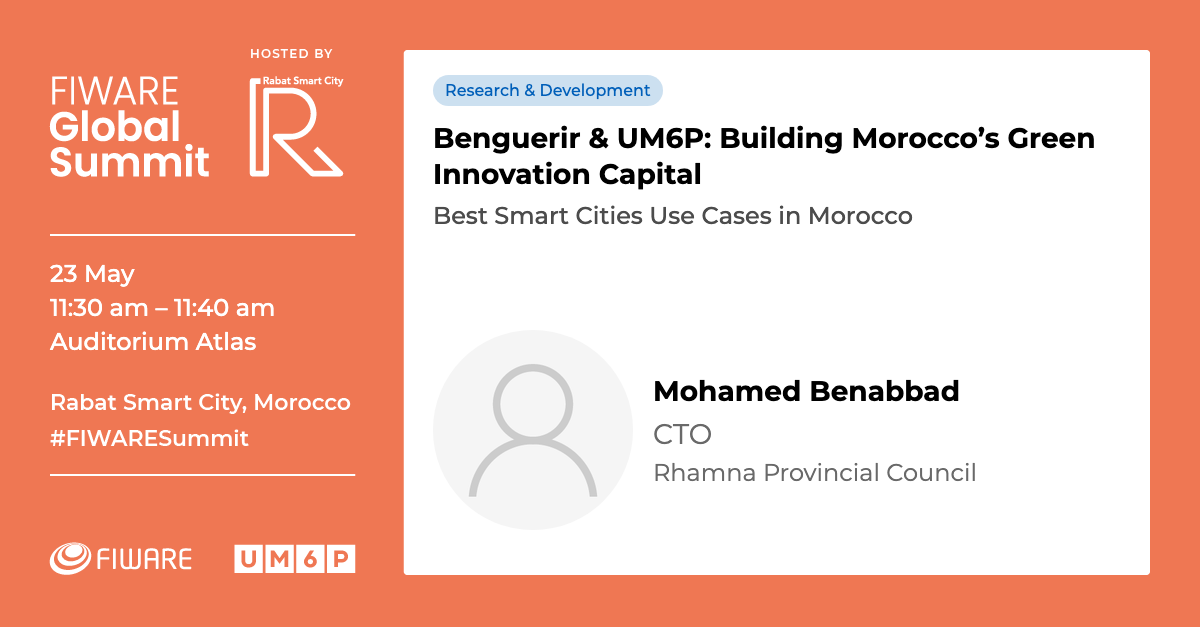 HOSTED BY
FIWARE
Global
Summit
Rabat Smart City
R
23 May
11:30 am – 11:40 am
Auditorium Atlas
Rabat Smart City, Morocco
#FIWARESummit
FIWARE
UM6P
Research & Development
Benguerir & UM6P: Building Morocco’s Green
Innovation Capital
Best Smart Cities Use Cases in Morocco
Mohamed Benabbad
CTO
Rhamna Provincial Council